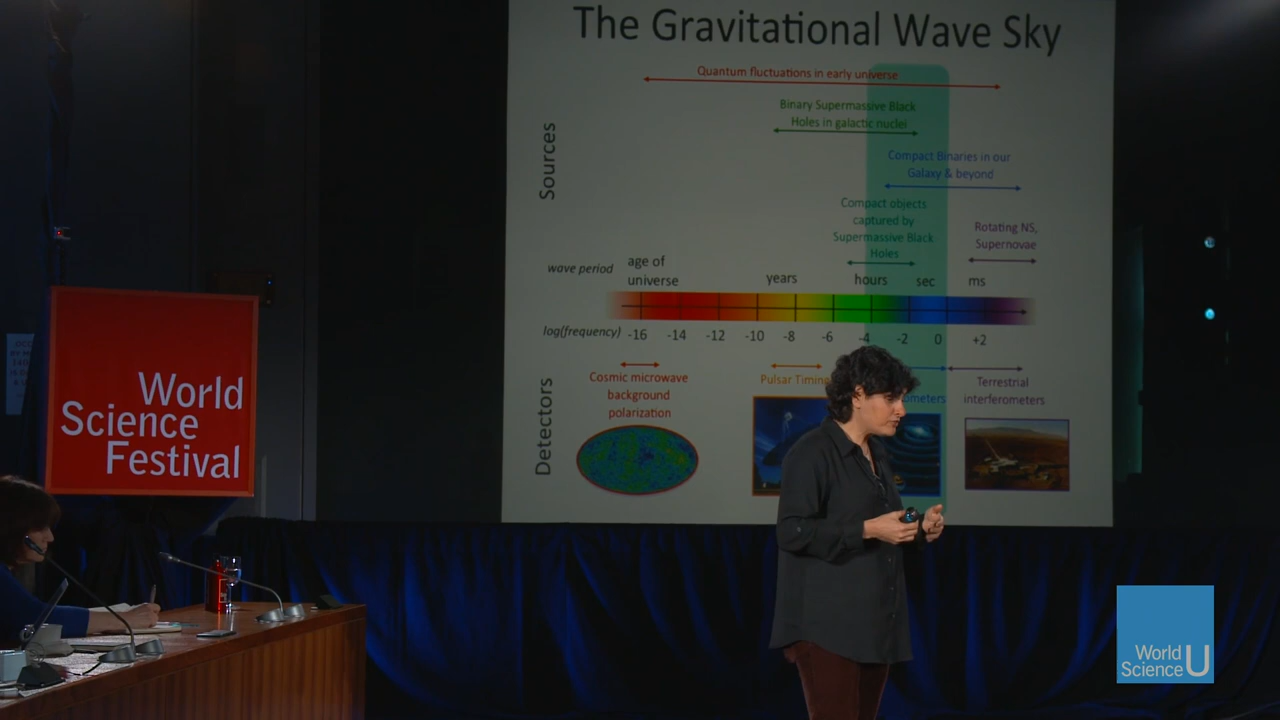 The Gravitational Wave Sky
Quantum fluctuations in early universe
Binary Supermassive Black
Holes in galactic nuclei
Sources
Compact Binaries in our
Galaxy & beyond
Compact objects
captured by
Supermassive Black
Holes
Rotating NS,
Supernovae
wave period
age of
universe
years
hours
sec
ms
log(frequency)
-16 -14 -12 -10 -8 -6 -4 -2 0 +2
Detectors
Cosmic microwave
background
polarization
Pulsar Timing
Terrestrial
interferometers
World
Science
Festival
World
Science U